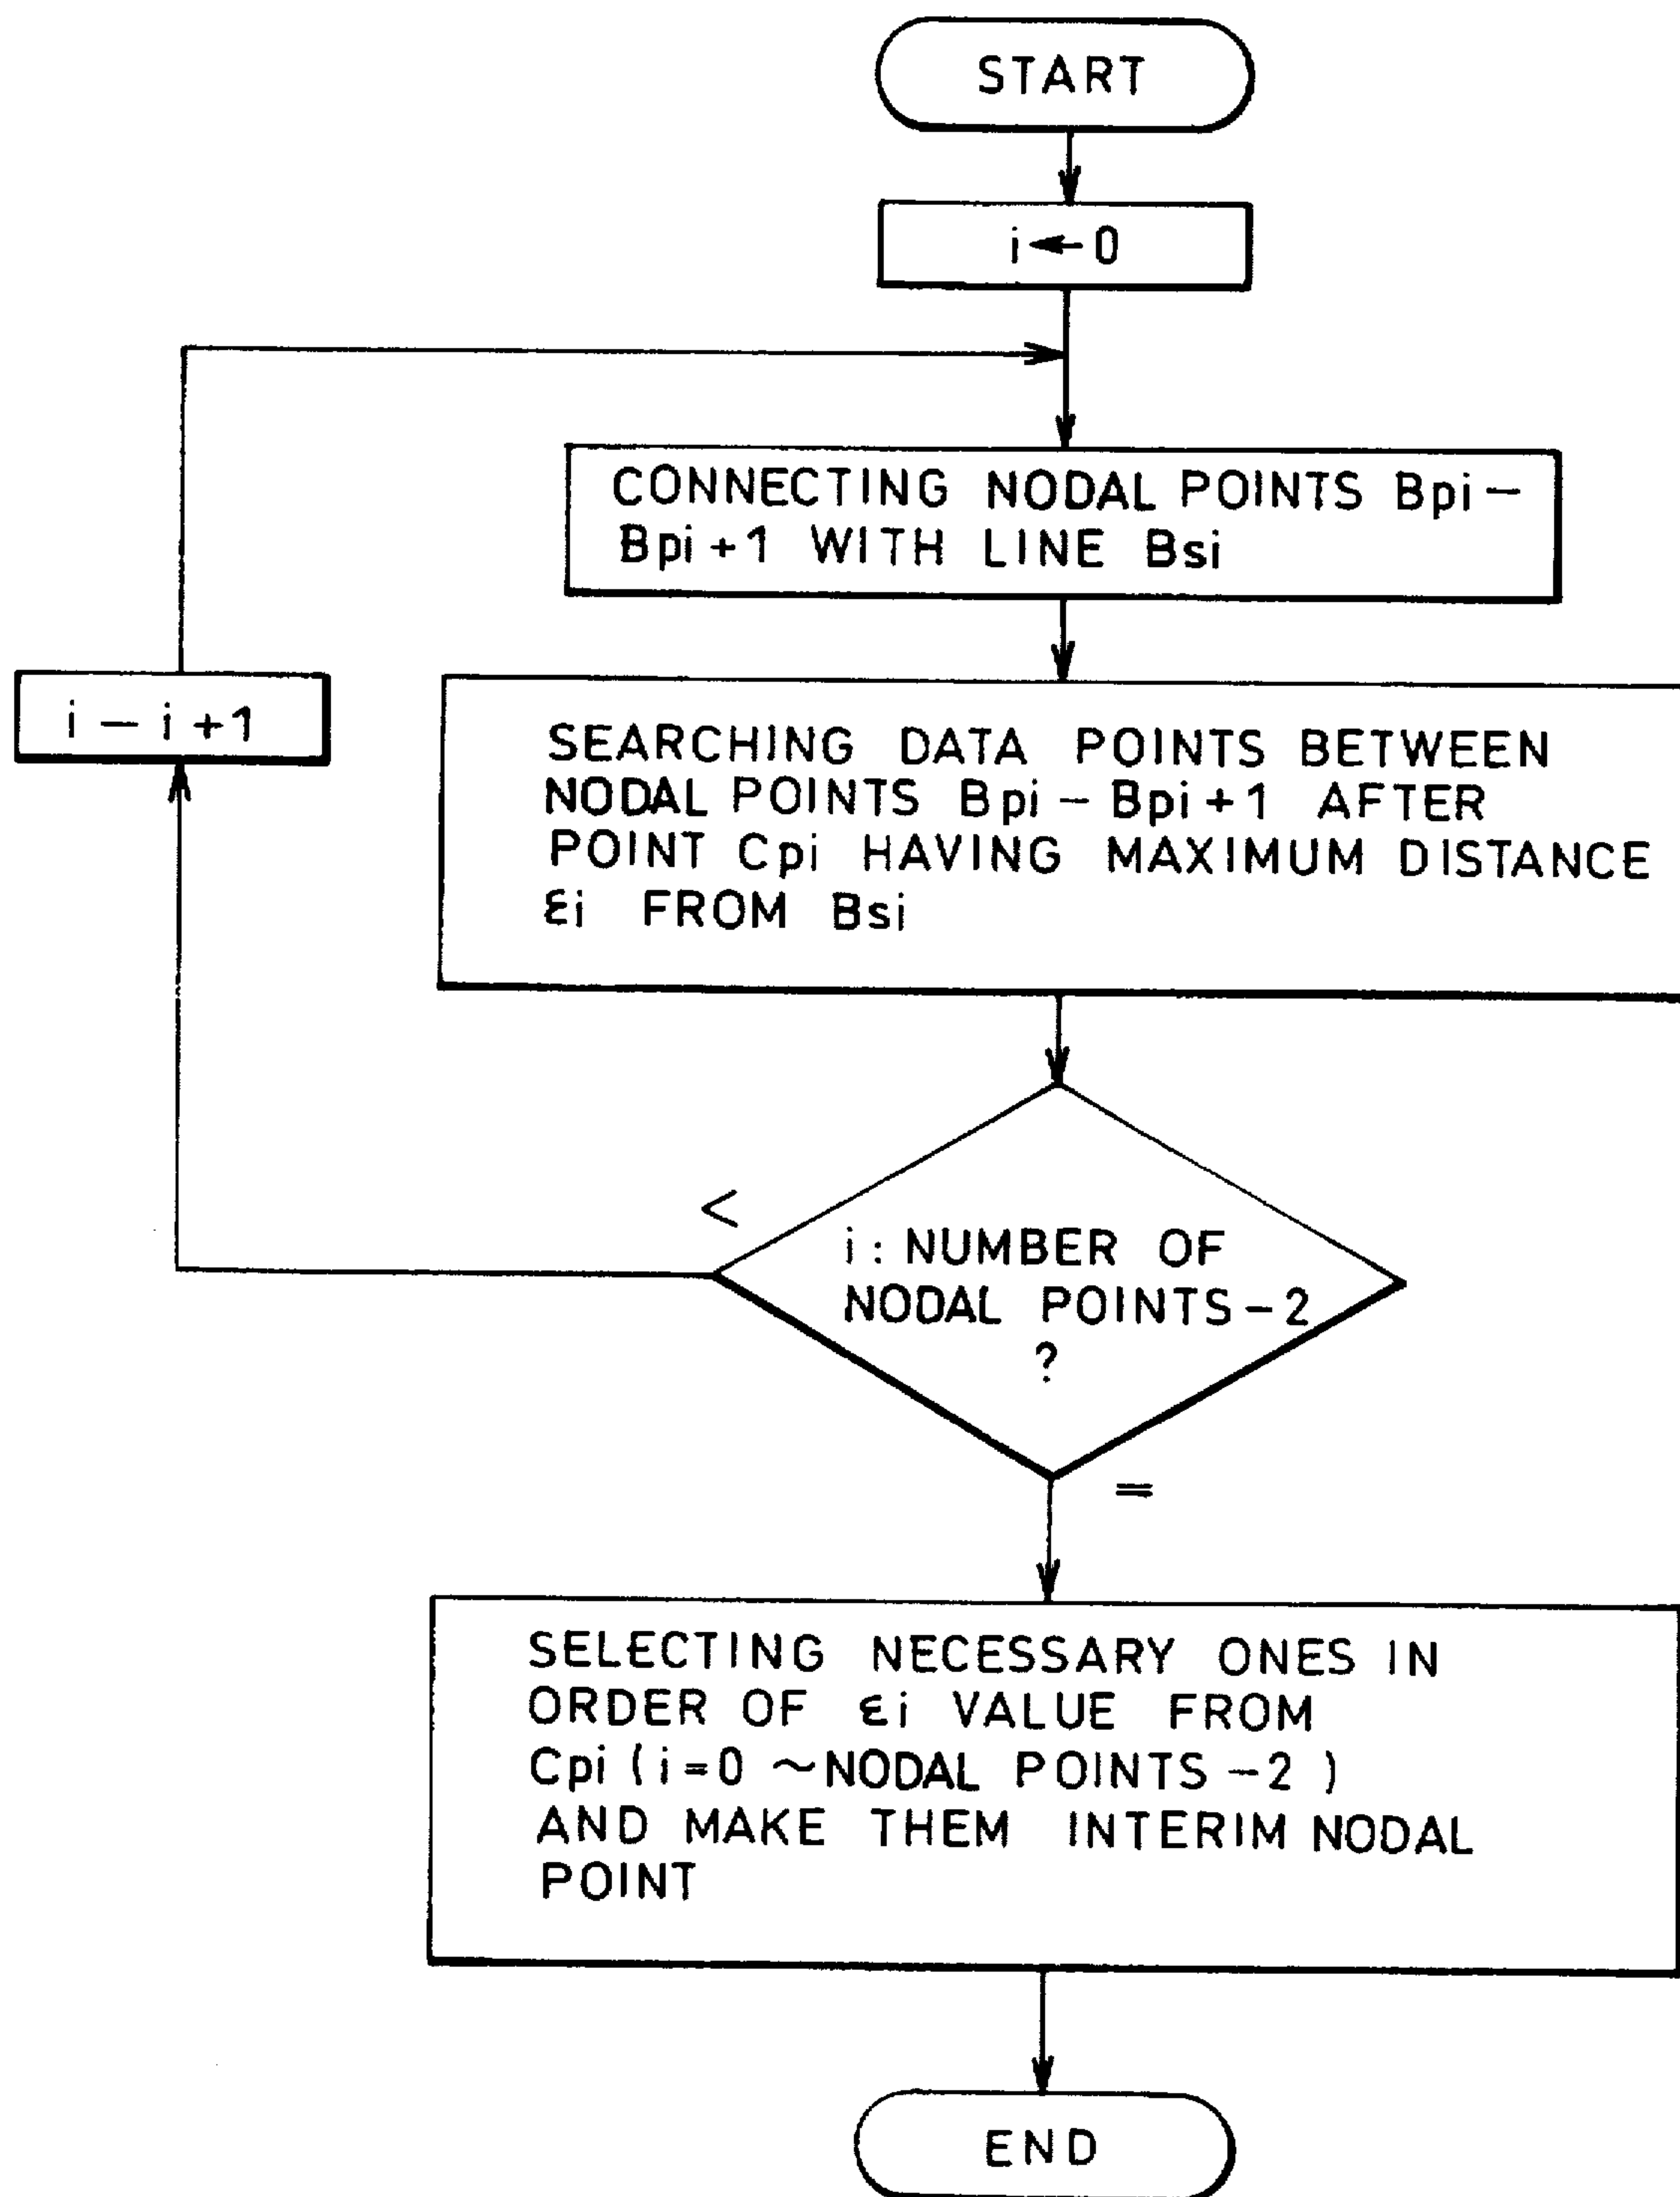 START
i ← 0
CONNECTING NODAL POINTS Bpi −
Bpi + 1 WITH LINE Bsi
i − i + 1
SEARCHING DATA POINTS BETWEEN
NODAL POINTS Bpi − Bpi + 1 AFTER
POINT Cpi HAVING MAXIMUM DISTANCE
εi FROM Bsi
<
i : NUMBER OF
NODAL POINTS − 2
?
=
SELECTING NECESSARY ONES IN
ORDER OF εi VALUE FROM
Cpi ( i = 0 ~ NODAL POINTS − 2 )
AND MAKE THEM INTERIM NODAL
POINT
END